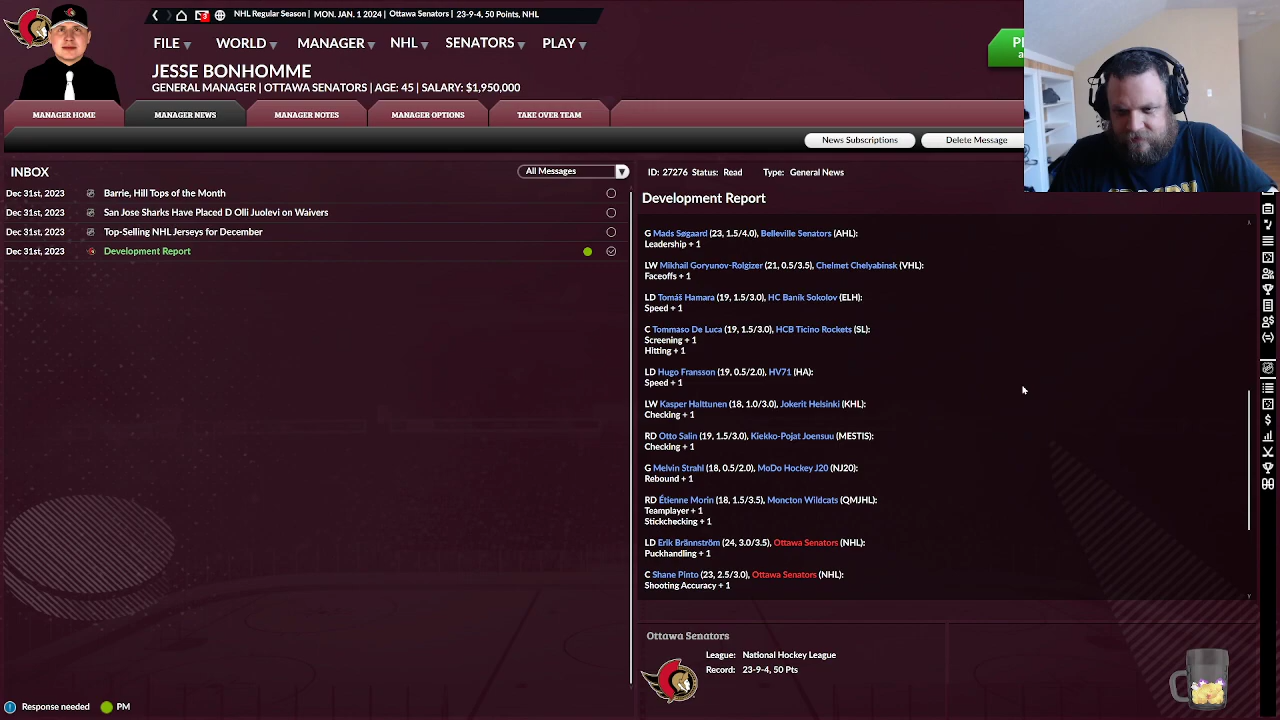 NHL Regular Season | MON. JAN. 1 2024 | Ottawa Senators | 23-9-4, 50 Points, NHL
3
FILE WORLD MANAGER NHL SENATORS PLAY
JESSE BONHOMME
GENERAL MANAGER | OTTAWA SENATORS | AGE: 45 | SALARY: $1,950,000
MANAGER HOME MANAGER NEWS MANAGER NOTES MANAGER OPTIONS TAKE OVER TEAM
News Subscriptions Delete Message
INBOX All Messages
Dec 31st, 2023 Barrie, Hill Tops of the Month
Dec 31st, 2023 San Jose Sharks Have Placed D Olli Juolevi on Waivers
Dec 31st, 2023 Top-Selling NHL Jerseys for December
Dec 31st, 2023 Development Report
ID: 27276 Status: Read Type: General News
Development Report
G Mads Søgaard (23, 1.5/4.0), Belleville Senators (AHL):
Leadership + 1
LW Mikhail Goryunov-Rolgizer (21, 0.5/3.5), Chelmet Chelyabinsk (VHL):
Faceoffs + 1
LD Tomáš Hamara (19, 1.5/3.0), HC Baník Sokolov (ELH):
Speed + 1
C Tommaso De Luca (19, 1.5/3.0), HCB Ticino Rockets (SL):
Screening + 1
Hitting + 1
LD Hugo Fransson (19, 0.5/2.0), HV71 (HA):
Speed + 1
LW Kasper Halttunen (18, 1.0/3.0), Jokerit Helsinki (KHL):
Checking + 1
RD Otto Salin (19, 1.5/3.0), Kiekko-Pojat Joensuu (MESTIS):
Checking + 1
G Melvin Strahl (18, 0.5/2.0), MoDo Hockey J20 (NJ20):
Rebound + 1
RD Étienne Morin (18, 1.5/3.5), Moncton Wildcats (QMJHL):
Teamplayer + 1
Stickchecking + 1
LD Erik Brännström (24, 3.0/3.5), Ottawa Senators (NHL):
Puckhandling + 1
C Shane Pinto (23, 2.5/3.0), Ottawa Senators (NHL):
Shooting Accuracy + 1
Ottawa Senators
League: National Hockey League
Record: 23-9-4, 50 Pts
Response needed PM